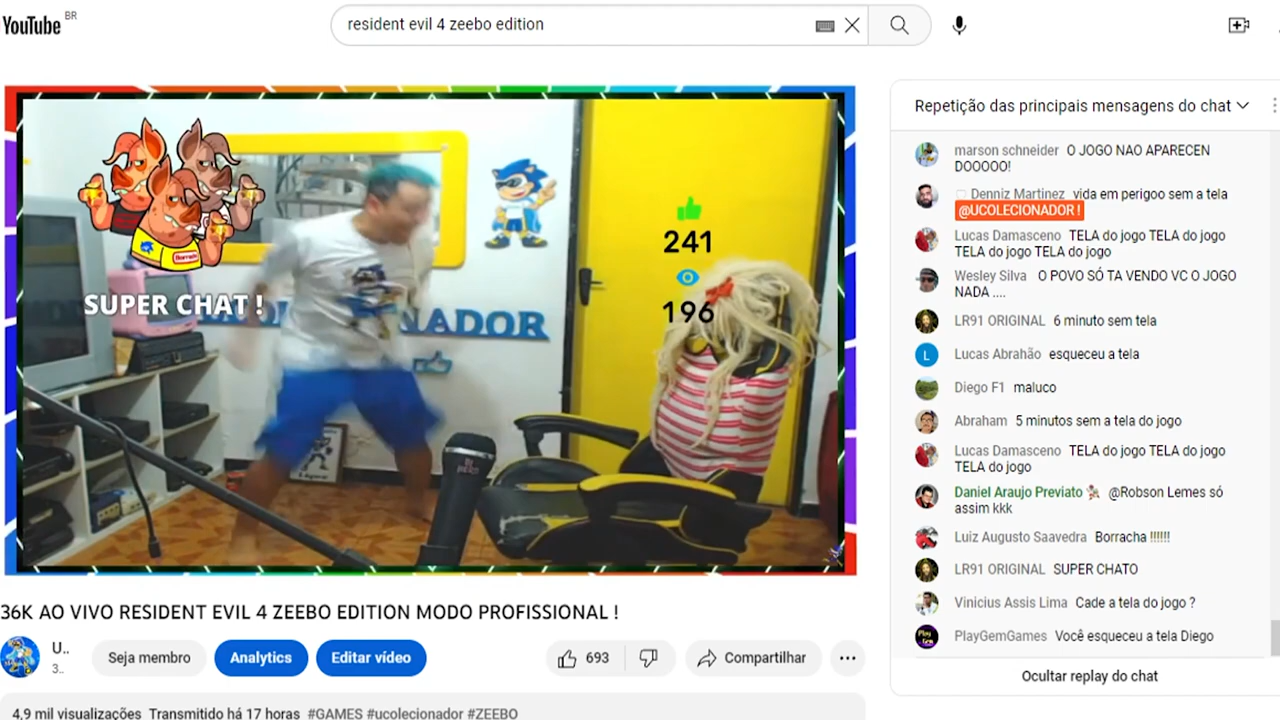 YouTube BR
resident evil 4 zeebo edition
SUPER CHAT !
241
196
36K AO VIVO RESIDENT EVIL 4 ZEEBO EDITION MODO PROFISSIONAL !
U..
3..
Seja membro
Analytics
Editar vídeo
693
Compartilhar
4,9 mil visualizações Transmitido há 17 horas #GAMES #ucolecionador #ZEEBO
Repetição das principais mensagens do chat
marson schneider O JOGO NAO APARECEN
DOOOOO!
Denniz Martinez vida em perigoo sem a tela
@UCOLECIONADOR !
Lucas Damasceno TELA do jogo TELA do jogo
TELA do jogo TELA do jogo
Wesley Silva O POVO SÓ TA VENDO VC O JOGO
NADA ....
LR91 ORIGINAL 6 minuto sem tela
L
Lucas Abrahão esqueceu a tela
Diego F1 maluco
Abraham 5 minutos sem a tela do jogo
Lucas Damasceno TELA do jogo TELA do jogo
TELA do jogo
Daniel Araujo Previato @Robson Lemes só
assim kkk
Luiz Augusto Saavedra Borracha !!!!!!
LR91 ORIGINAL SUPER CHATO
Vinicius Assis Lima Cade a tela do jogo ?
PlayGemGames Você esqueceu a tela Diego
Ocultar replay do chat